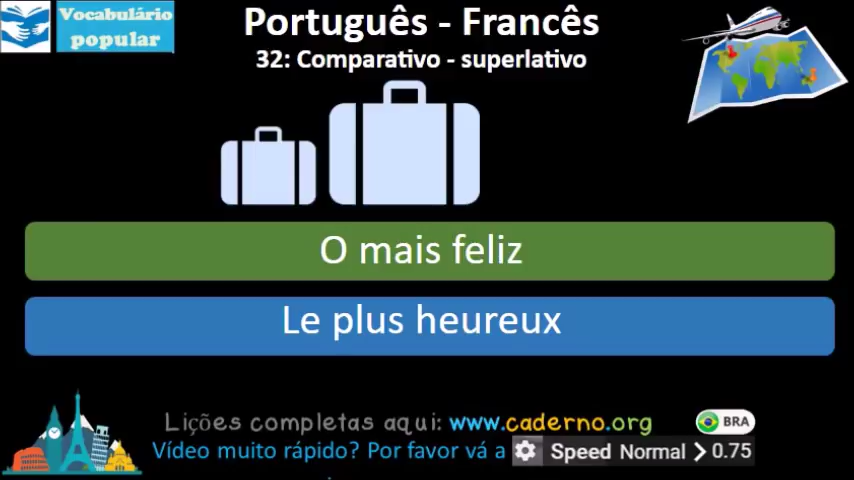 Vocabulário
popular
Português - Francês
32: Comparativo - superlativo
O mais feliz
Le plus heureux
Lições completas aqui: www.caderno.org
BRA
Vídeo muito rápido? Por favor vá a Speed Normal > 0.75